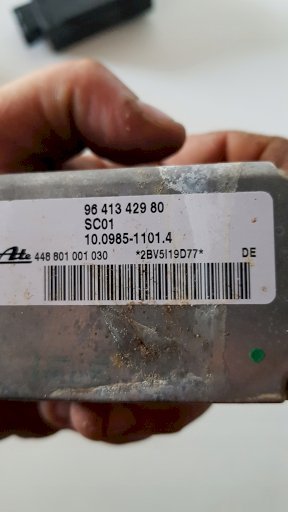 96 413 429 80
SC01
10.0985-1101.4
Ate 448 801 001 030 *2BV5I19D77* DE